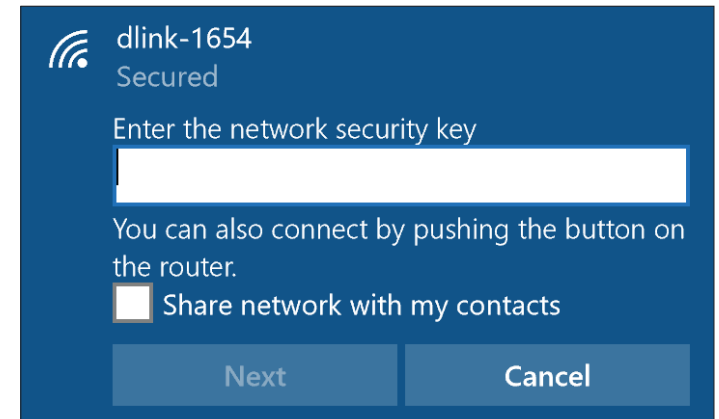 dlink-1654
Secured
Enter the network security key
You can also connect by pushing the button on
the router.
Share network with my contacts
Next
Cancel